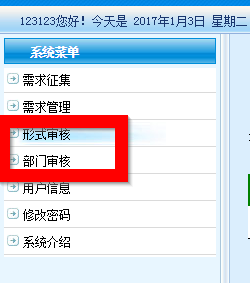 123123您好！今天是 2017年1月3日 星期二
系统菜单
需求征集
需求管理
形式审核
部门审核
用户信息
修改密码
系统介绍